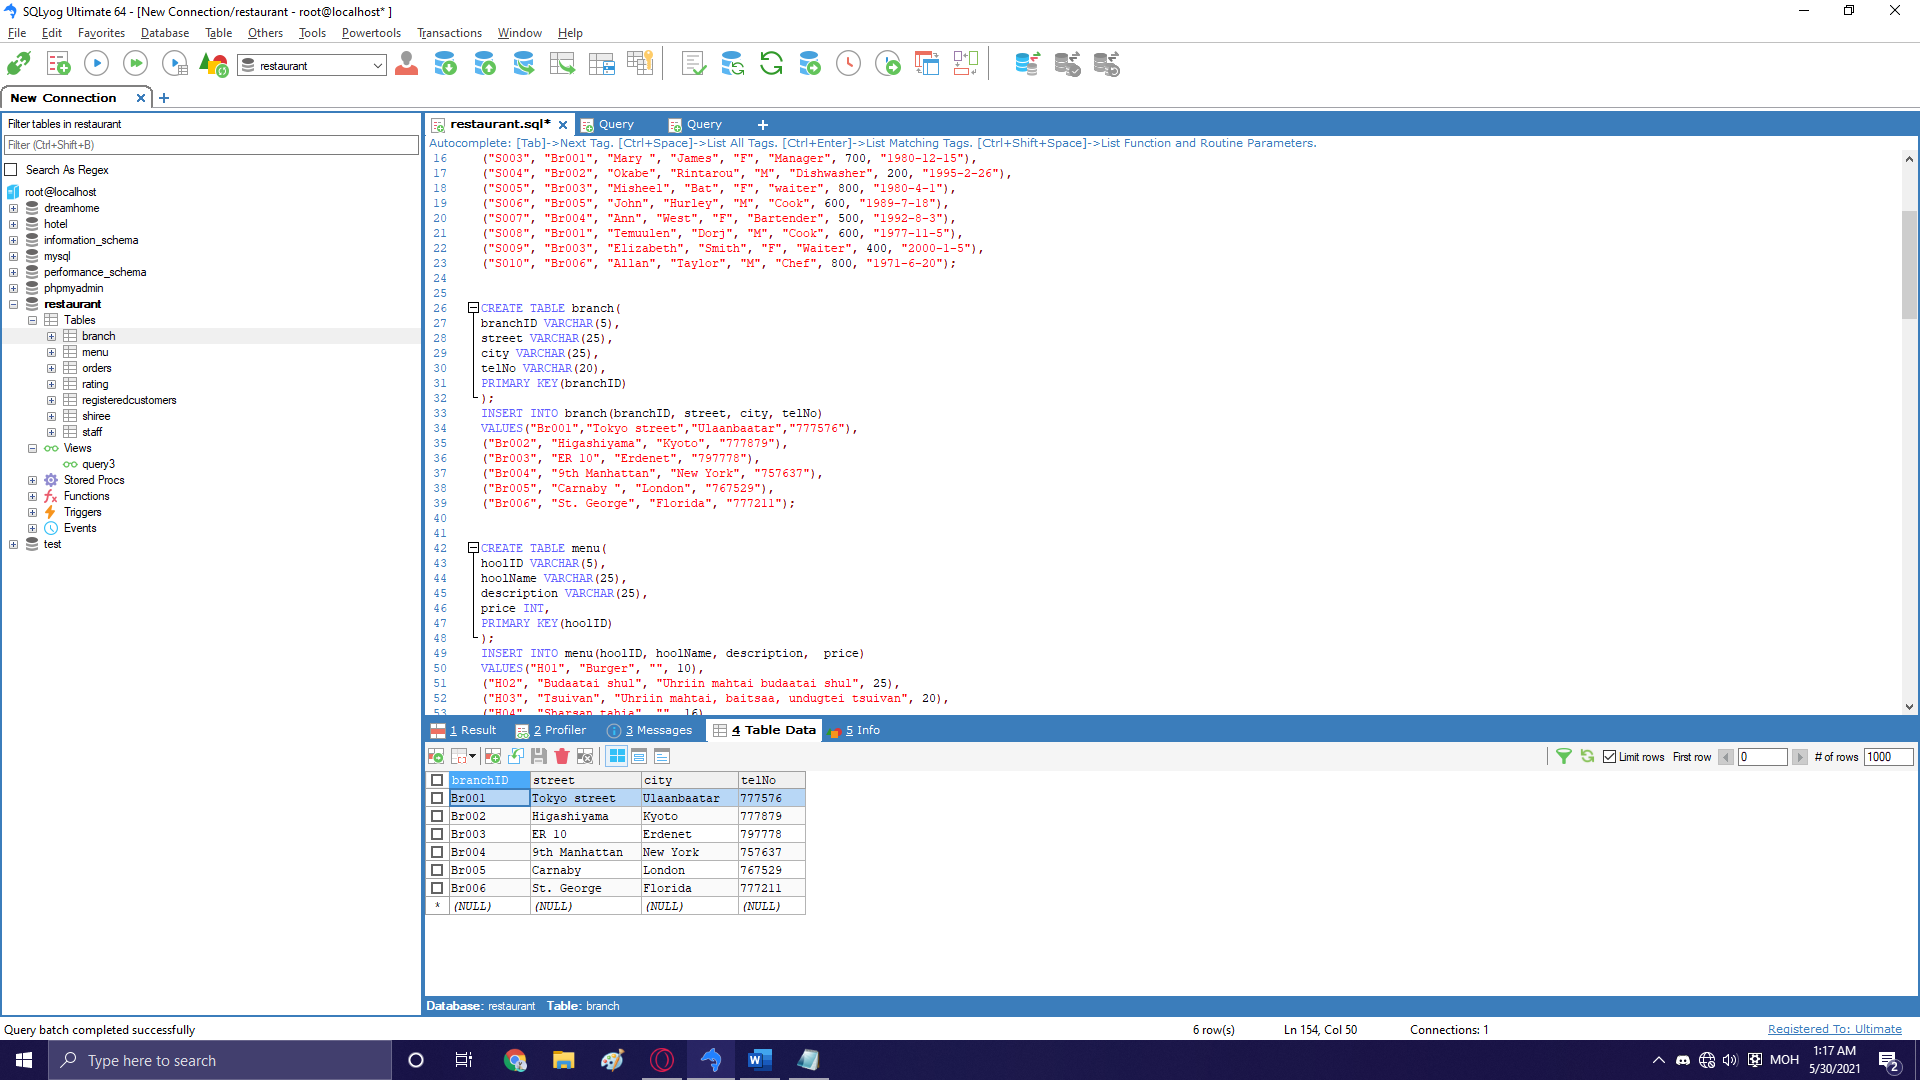 SQLyog Ultimate 64 - [New Connection/restaurant - root@localhost* ]
File Edit Favorites Database Table Others Tools Powertools Transactions Window Help
restaurant
New Connection
Filter tables in restaurant
Filter (Ctrl+Shift+B)
Search As Regex
root@localhost
dreamhome
hotel
information_schema
mysql
performance_schema
phpmyadmin
restaurant
Tables
branch
menu
orders
rating
registeredcustomers
shiree
staff
Views
query3
Stored Procs
Functions
Triggers
Events
test
restaurant.sql* Query Query
Autocomplete: [Tab]->Next Tag. [Ctrl+Space]->List All Tags. [Ctrl+Enter]->List Matching Tags. [Ctrl+Shift+Space]->List Function and Routine Parameters.
16 ("S003", "Br001", "Mary ", "James", "F", "Manager", 700, "1980-12-15"),
17 ("S004", "Br002", "Okabe", "Rintarou", "M", "Dishwasher", 200, "1995-2-26"),
18 ("S005", "Br003", "Misheel", "Bat", "F", "waiter", 800, "1980-4-1"),
19 ("S006", "Br005", "John", "Hurley", "M", "Cook", 600, "1989-7-18"),
20 ("S007", "Br004", "Ann", "West", "F", "Bartender", 500, "1992-8-3"),
21 ("S008", "Br001", "Temuulen", "Dorj", "M", "Cook", 600, "1977-11-5"),
22 ("S009", "Br003", "Elizabeth", "Smith", "F", "Waiter", 400, "2000-1-5"),
23 ("S010", "Br006", "Allan", "Taylor", "M", "Chef", 800, "1971-6-20");
24
25
26 CREATE TABLE branch(
27 branchID VARCHAR(5),
28 street VARCHAR(25),
29 city VARCHAR(25),
30 telNo VARCHAR(20),
31 PRIMARY KEY(branchID)
32 );
33 INSERT INTO branch(branchID, street, city, telNo)
34 VALUES("Br001","Tokyo street","Ulaanbaatar","777576"),
35 ("Br002", "Higashiyama", "Kyoto", "777879"),
36 ("Br003", "ER 10", "Erdenet", "797778"),
37 ("Br004", "9th Manhattan", "New York", "757637"),
38 ("Br005", "Carnaby ", "London", "767529"),
39 ("Br006", "St. George", "Florida", "777211");
40
41
42 CREATE TABLE menu(
43 hoolID VARCHAR(5),
44 hoolName VARCHAR(25),
45 description VARCHAR(25),
46 price INT,
47 PRIMARY KEY(hoolID)
48 );
49 INSERT INTO menu(hoolID, hoolName, description,  price)
50 VALUES("H01", "Burger", "", 10),
51 ("H02", "Budaatai shul", "Uhriin mahtai budaatai shul", 25),
52 ("H03", "Tsuivan", "Uhriin mahtai, baitsaa, undugtei tsuivan", 20),
53 ("H04", "Sharsan tahia", "", 16)
1 Result 2 Profiler 3 Messages 4 Table Data 5 Info
Limit rows First row 0 # of rows 1000
branchID street city telNo
Br001 Tokyo street Ulaanbaatar 777576
Br002 Higashiyama Kyoto 777879
Br003 ER 10 Erdenet 797778
Br004 9th Manhattan New York 757637
Br005 Carnaby London 767529
Br006 St. George Florida 777211
* (NULL) (NULL) (NULL) (NULL)
Database: restaurant Table: branch
Query batch completed successfully 6 row(s) Ln 154, Col 50 Connections: 1 Registered To: Ultimate
Type here to search
МОН
1:17 AM
5/30/2021
2